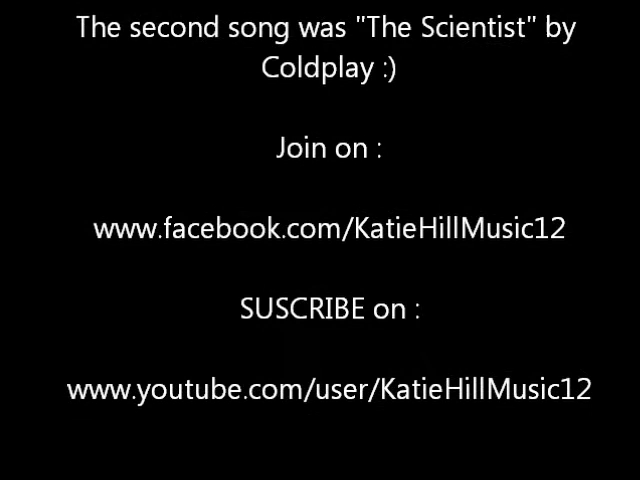 The second song was "The Scientist" by
Coldplay :)
Join on :
www.facebook.com/KatieHillMusic12
SUSCRIBE on :
www.youtube.com/user/KatieHillMusic12